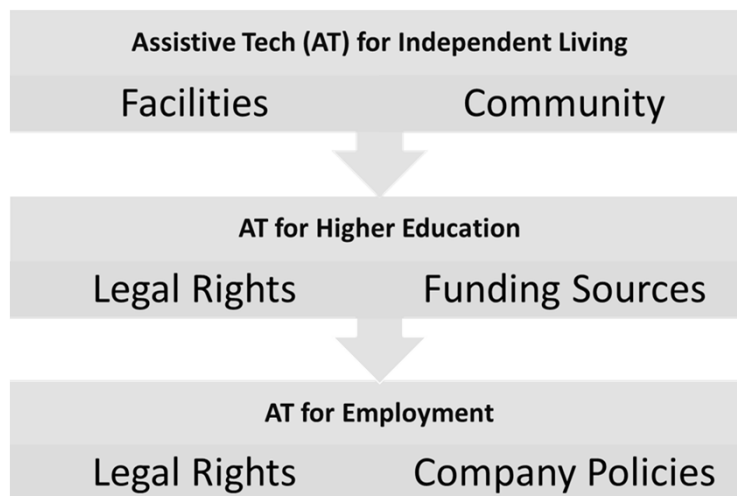 Assistive Tech (AT) for Independent Living
Facilities Community
AT for Higher Education
Legal Rights Funding Sources
AT for Employment
Legal Rights Company Policies